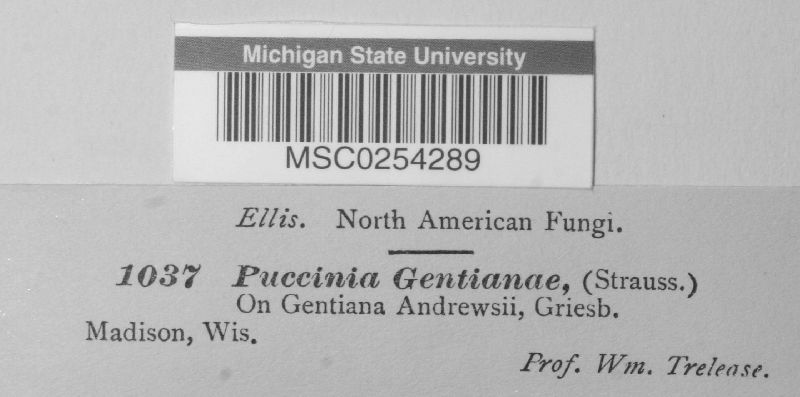 Michigan State University
MSC0254289
Ellis. North American Fungi.
1037 Puccinia Gentianae, (Strauss.)
On Gentiana Andrewsii, Griesb.
Madison, Wis.
Prof. Wm. Trelease.